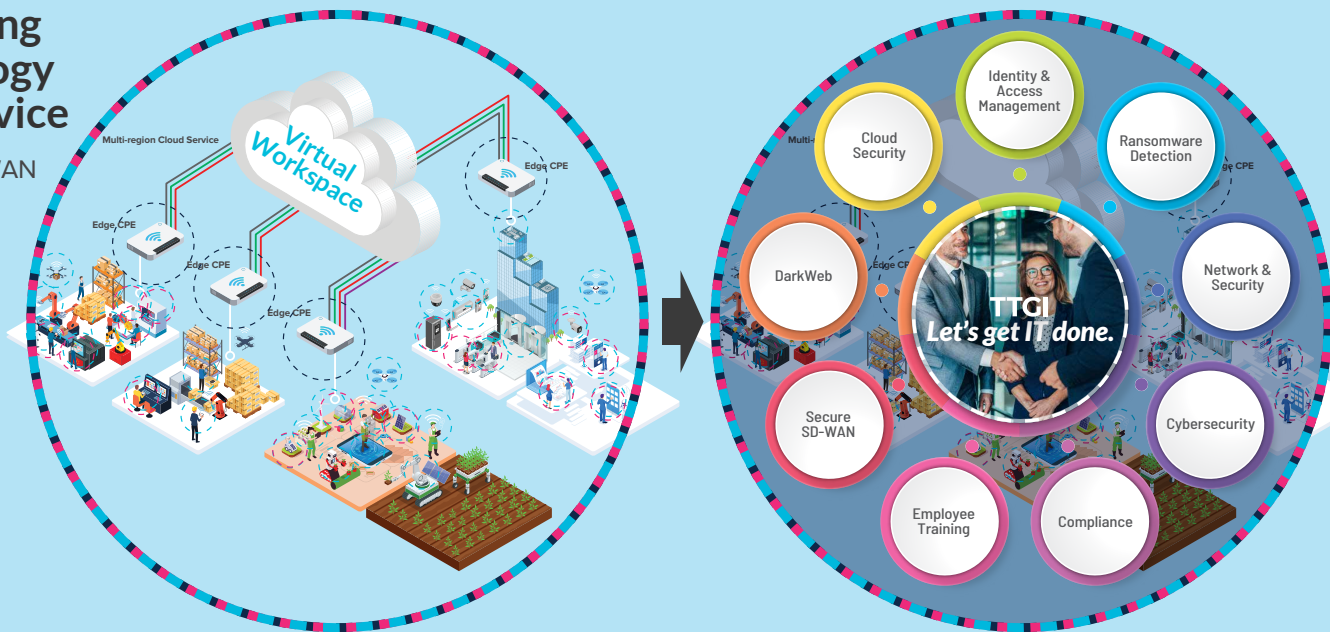 ng
ogy
vice
AN
Multi-region Cloud Service
Virtual
Workspace
Edge CPE
Edge CPE
Edge CPE
Edge CPE
Identity &
Access
Management
Cloud
Security
Ransomware
Detection
Multi-r
ge CPE
DarkWeb
Edge CP
Network &
Security
TTGI
Let's get IT done.
Secure
SD-WAN
Cybersecurity
Employee
Training
Compliance